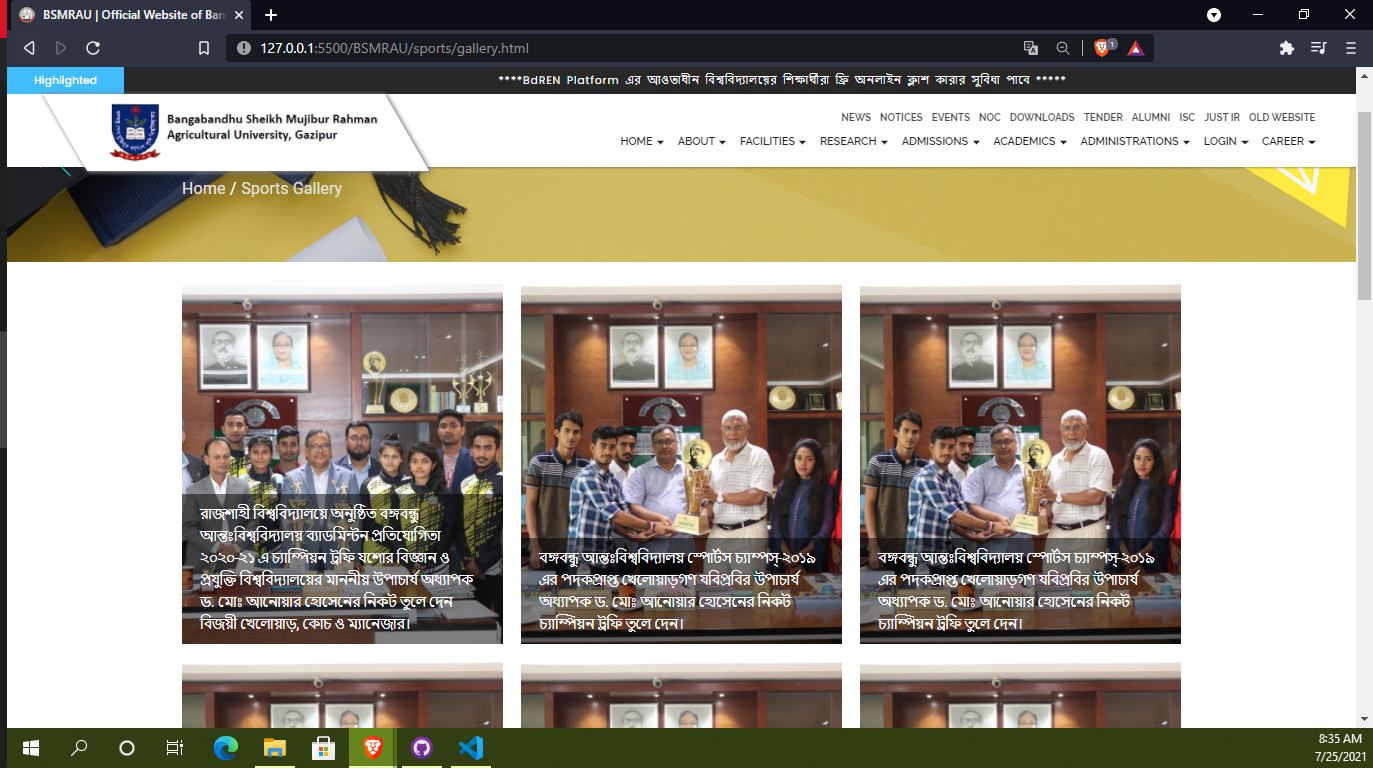 BSMRAU | Official Website of Ban
127.0.0.1:5500/BSMRAU/sports/gallery.html
1
Highlighted
****BdREN Platform এর আওতাধীন বিশ্ববিদ্যালয়ের শিক্ষার্থীরা ফ্রি অনলাইন ক্লাশ কারার সুবিধা পাবে *****
Bangabandhu Sheikh Mujibur Rahman
Agricultural University, Gazipur
NEWS NOTICES EVENTS NOC DOWNLOADS TENDER ALUMNI ISC JUST IR OLD WEBSITE
HOME ABOUT FACILITIES RESEARCH ADMISSIONS ACADEMICS ADMINISTRATIONS LOGIN CAREER
Home / Sports Gallery
রাজশাহী বিশ্ববিদ্যালয়ে অনুষ্ঠিত বঙ্গবন্ধু
আন্তঃবিশ্ববিদ্যালয় ব্যাডমিন্টন প্রতিযোগিতা
২০২০-২১ এ চ্যাম্পিয়ন ট্রফি যশোর বিজ্ঞান ও
প্রযুক্তি বিশ্ববিদ্যালয়ের মাননীয় উপাচার্য অধ্যাপক
ড. মোঃ আনোয়ার হোসেনের নিকট তুলে দেন
বিজয়ী খেলোয়াড়, কোচ ও ম্যানেজার।
বঙ্গবন্ধু আন্তঃবিশ্ববিদ্যালয় স্পোর্টস চ্যাম্পস্-২০১৯
এর পদকপ্রাপ্ত খেলোয়াড়গণ যবিপ্রবির উপাচার্য
অধ্যাপক ড. মোঃ আনোয়ার হোসেনের নিকট
চ্যাম্পিয়ন ট্রফি তুলে দেন।
বঙ্গবন্ধু আন্তঃবিশ্ববিদ্যালয় স্পোর্টস চ্যাম্পস্-২০১৯
এর পদকপ্রাপ্ত খেলোয়াড়গণ যবিপ্রবির উপাচার্য
অধ্যাপক ড. মোঃ আনোয়ার হোসেনের নিকট
চ্যাম্পিয়ন ট্রফি তুলে দেন।
8:35 AM
7/25/2021